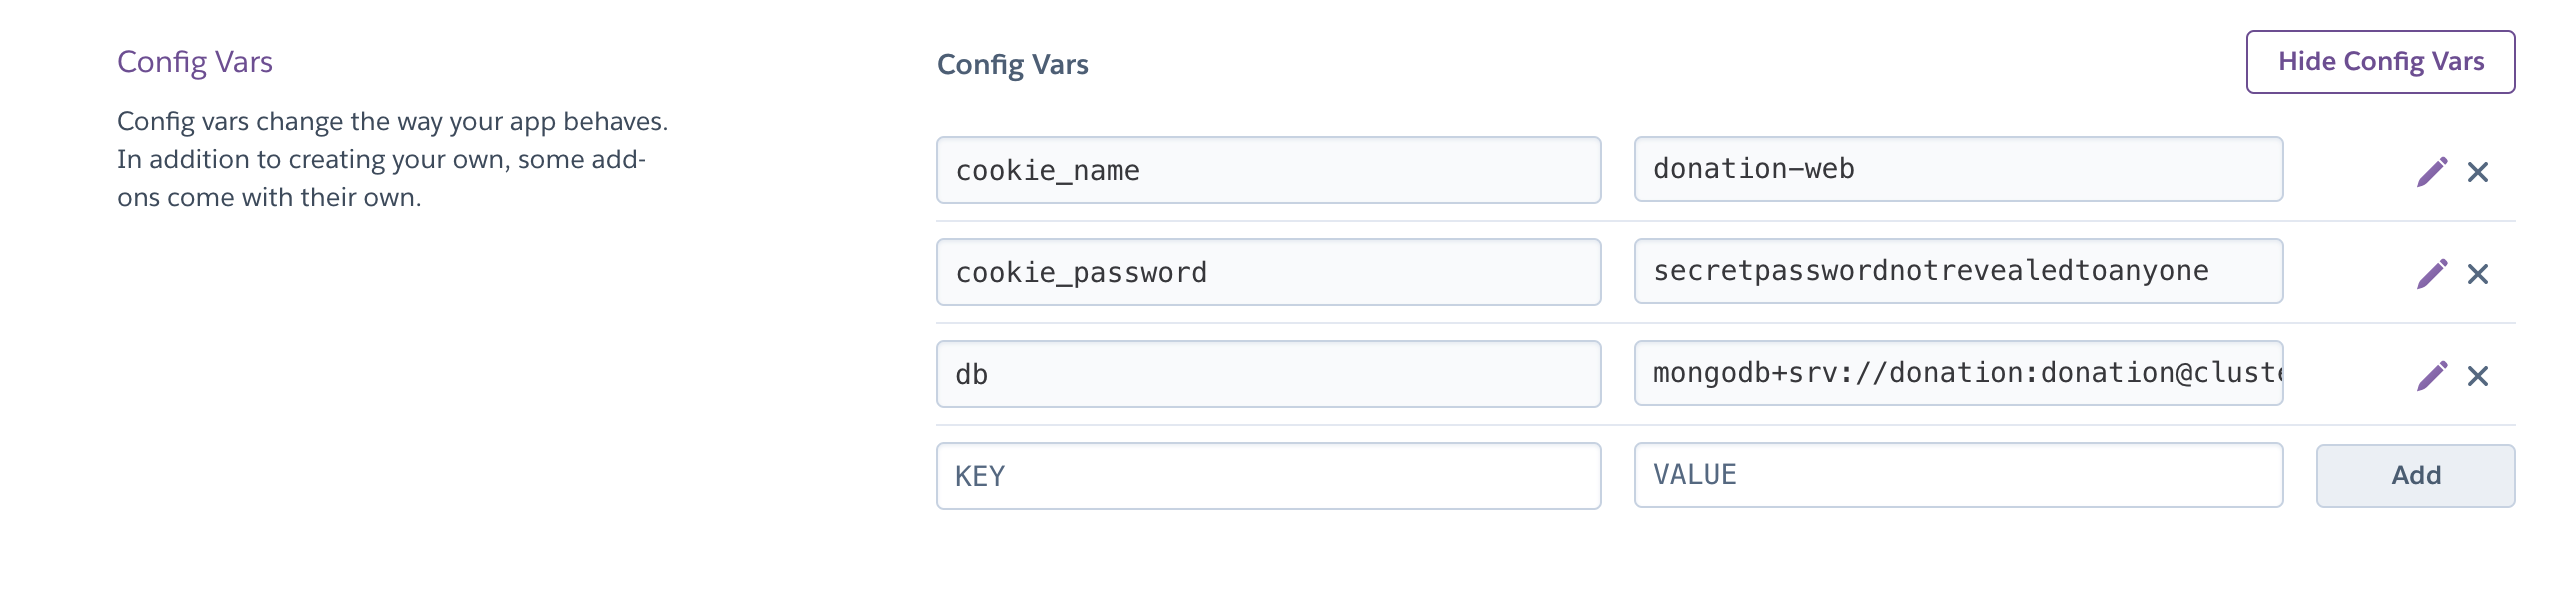 Config Vars
Config vars change the way your app behaves.
In addition to creating your own, some add-
ons come with their own.
Config Vars
Hide Config Vars
cookie_name
donation-web
cookie_password
secretpasswordnotrevealedtoanyone
db
mongodb+srv://donation:donation@cluste
KEY
VALUE
Add